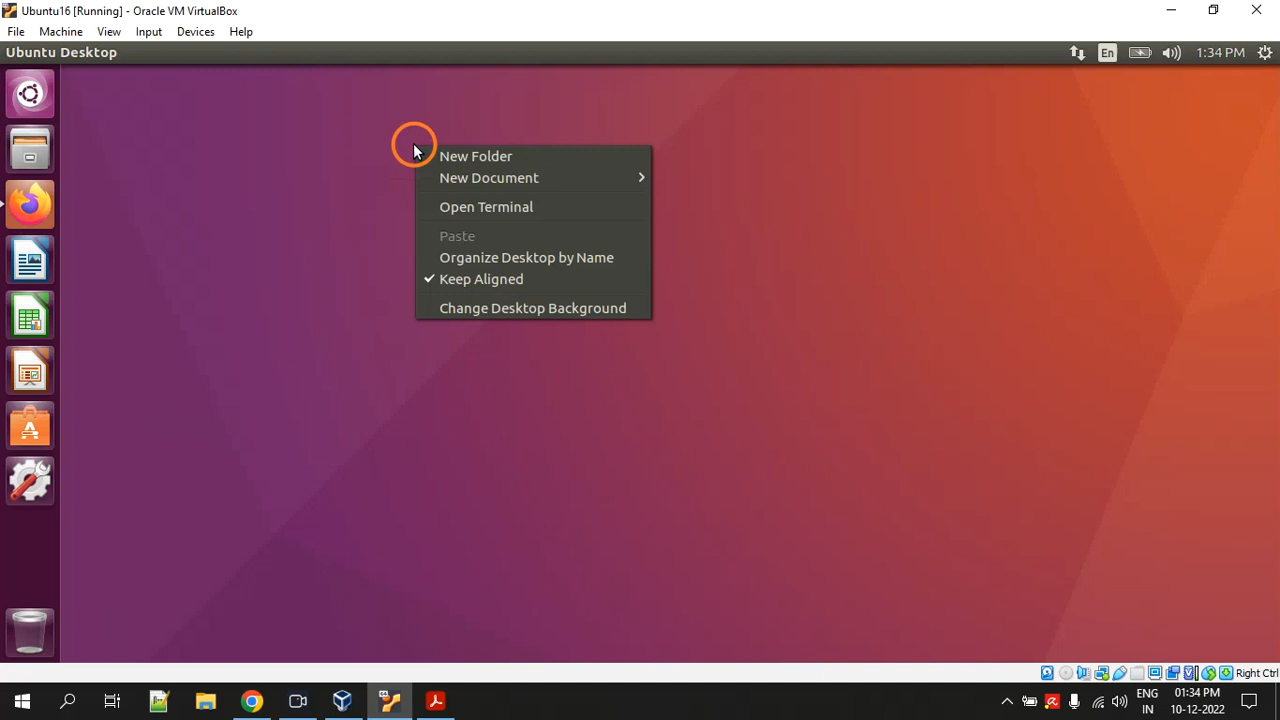 Ubuntu16 [Running] - Oracle VM VirtualBox
File Machine View Input Devices Help
Ubuntu Desktop En 1:34 PM
New Folder
New Document
Open Terminal
Paste
Organize Desktop by Name
Keep Aligned
Change Desktop Background
Right Ctrl
ENG 01:34 PM
IN 10-12-2022